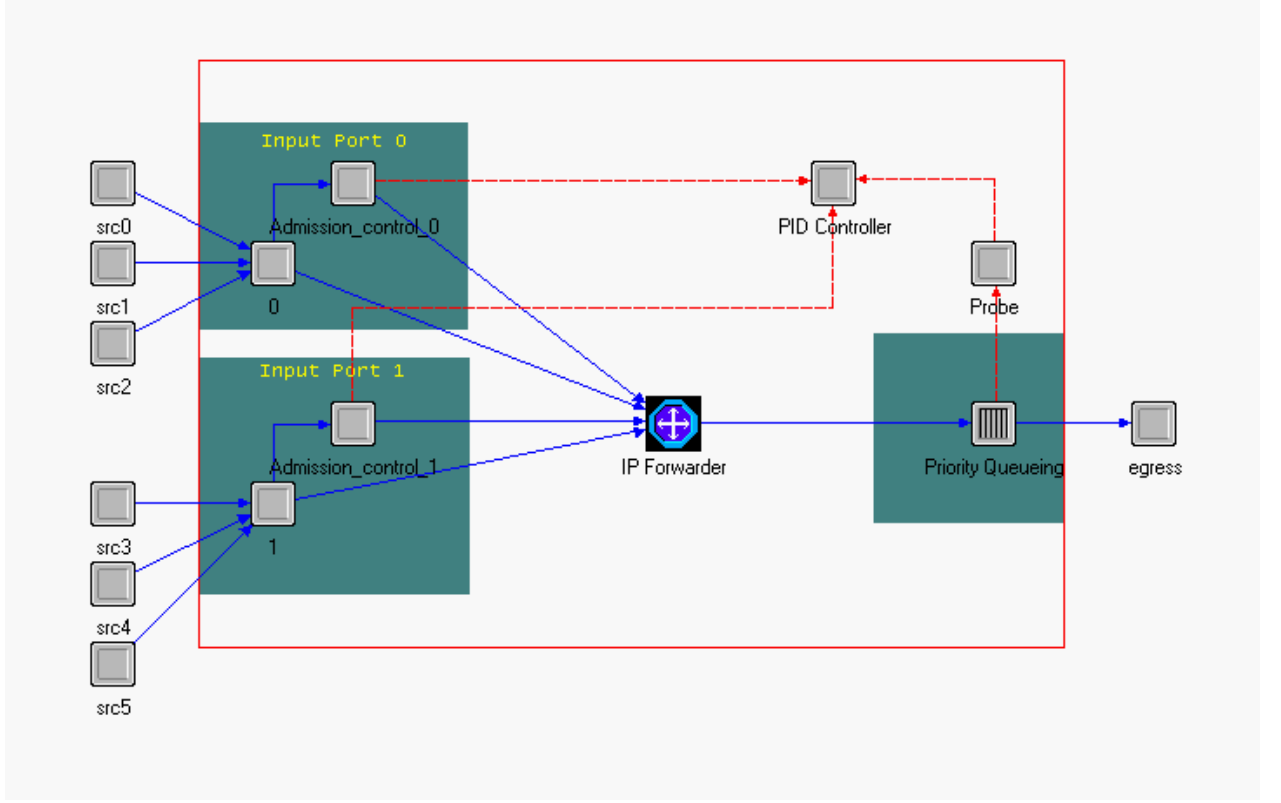 Input Port 0
src0
Admission_control_0
PID Controller
src1
0
Probe
src2
Input Port 1
Admission_control_1
IP Forwarder
Priority Queueing
egress
src3
1
src4
src5